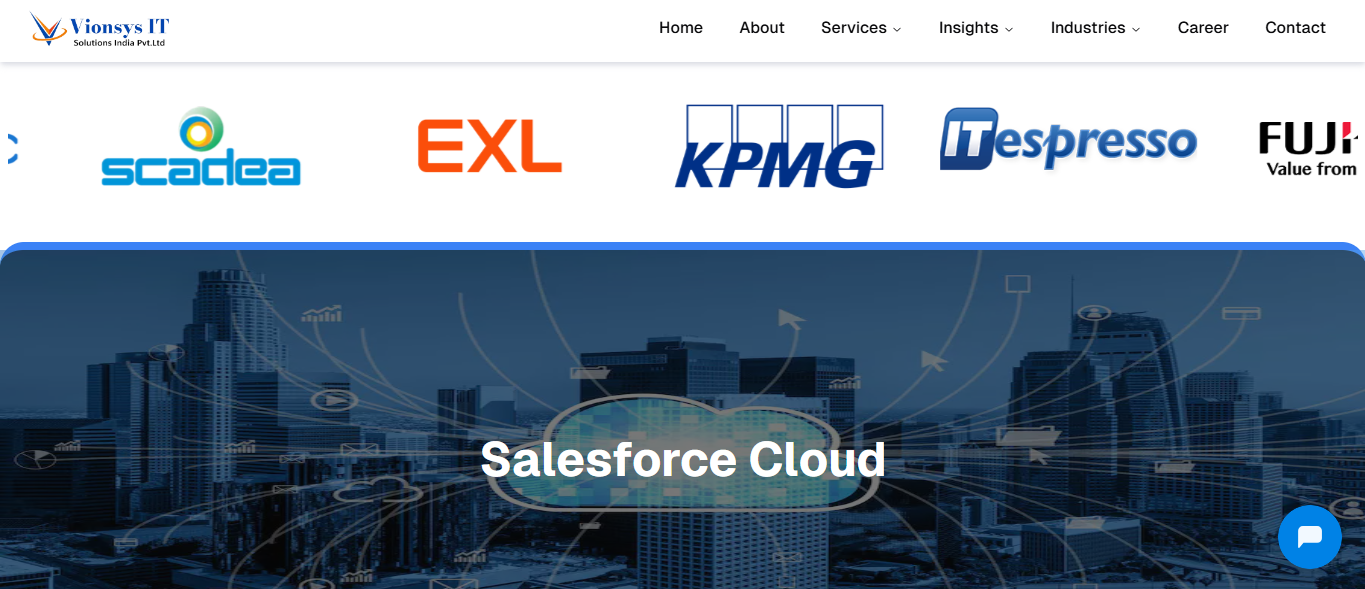 Vionsys IT
Solutions India Pvt.Ltd
Home About Services Insights Industries Career Contact
scadea
EXL
KPMG
ITespresso
FUJI
Value from
Salesforce Cloud